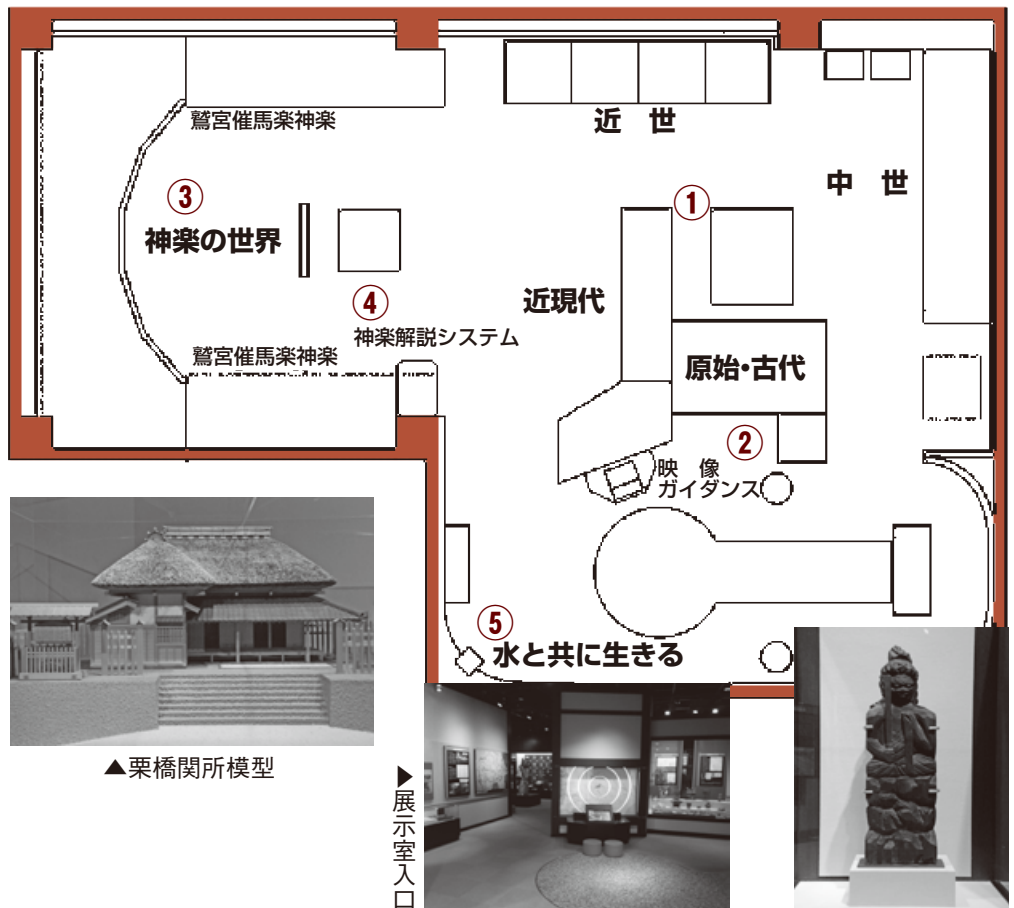 鷲宮催馬楽神楽
近 世
中 世
③
①
神楽の世界
近現代
④
神楽解説システム
原始・古代
鷲宮催馬楽神楽
②
映 像
ガイダンス
⑤
水と共に生きる
▲栗橋関所模型
▶展示室入口